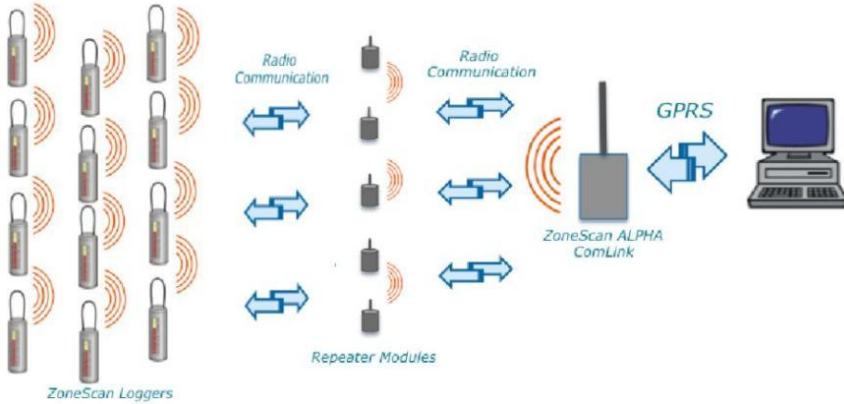 Radio
Communication
Radio
Communication
GPRS
ZoneScan ALPHA
ComLink
Repeater Modules
ZoneScan Loggers